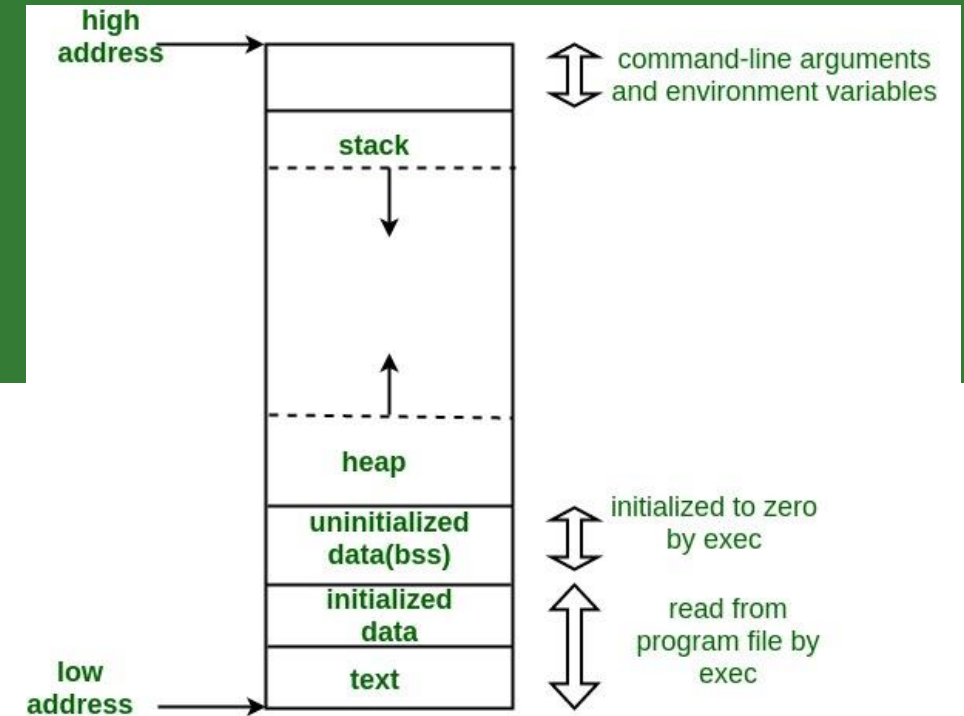 high
address
command-line arguments
and environment variables
stack
heap
uninitialized
data(bss)
initialized to zero
by exec
initialized
data
read from
program file by
exec
text
low
address